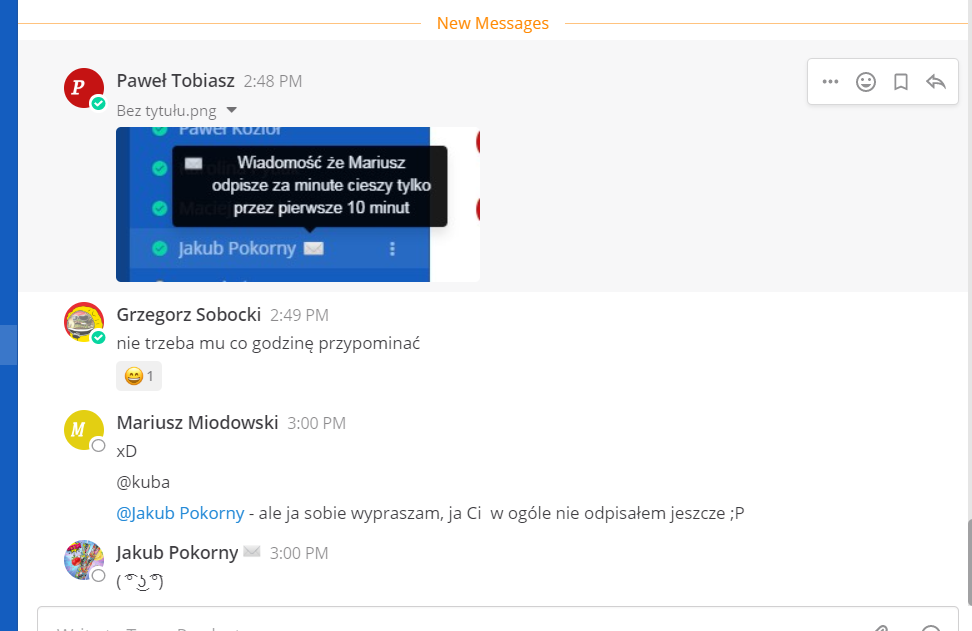 New Messages
P
Paweł Tobiasz 2:48 PM
Bez tytułu.png
Paweł Kozioł
Wiadomość że Mariusz
odpisze za minute cieszy tylko
przez pierwsze 10 minut
Jakub Pokorny
Grzegorz Sobocki 2:49 PM
nie trzeba mu co godzinę przypominać
😄 1
M
Mariusz Miodowski 3:00 PM
xD
@kuba
@Jakub Pokorny - ale ja sobie wypraszam, ja Ci w ogóle nie odpisałem jeszcze ;P
Jakub Pokorny 3:00 PM
( ͡° ͜ʖ ͡°)